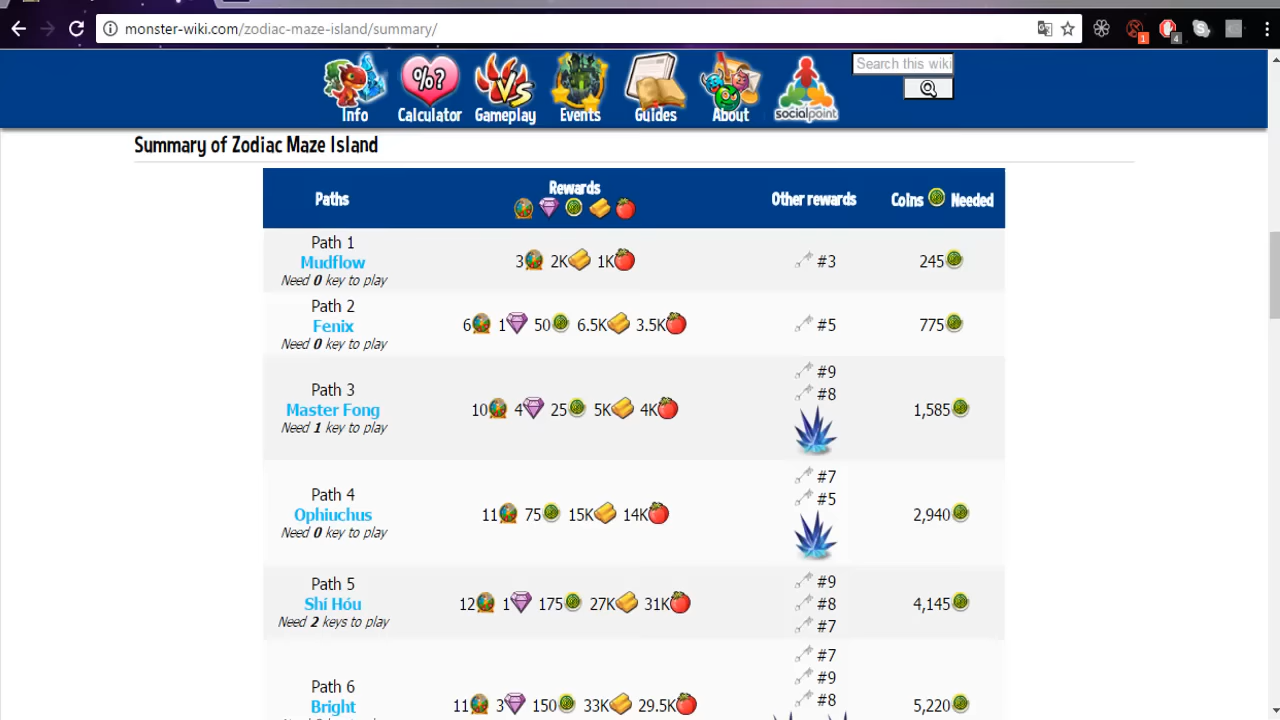 monster-wiki.com/zodiac-maze-island/summary/
1
4
Search this wiki
%?
VS
Info
Calculator
Gameplay
Events
Guides
About
socialpoint
Summary of Zodiac Maze Island
Paths
Rewards
Other rewards
Coins Needed
Path 1
Mudflow
Need 0 key to play
3 2K 1K
#3
245
Path 2
Fenix
Need 0 key to play
6 1 50 6.5K 3.5K
#5
775
Path 3
Master Fong
Need 1 key to play
10 4 25 5K 4K
#9
#8
1,585
Path 4
Ophiuchus
Need 0 key to play
11 75 15K 14K
#7
#5
2,940
Path 5
Shí Hóu
Need 2 keys to play
12 1 175 27K 31K
#9
#8
#7
4,145
Path 6
Bright
11 3 150 33K 29.5K
#7
#9
#8
5,220